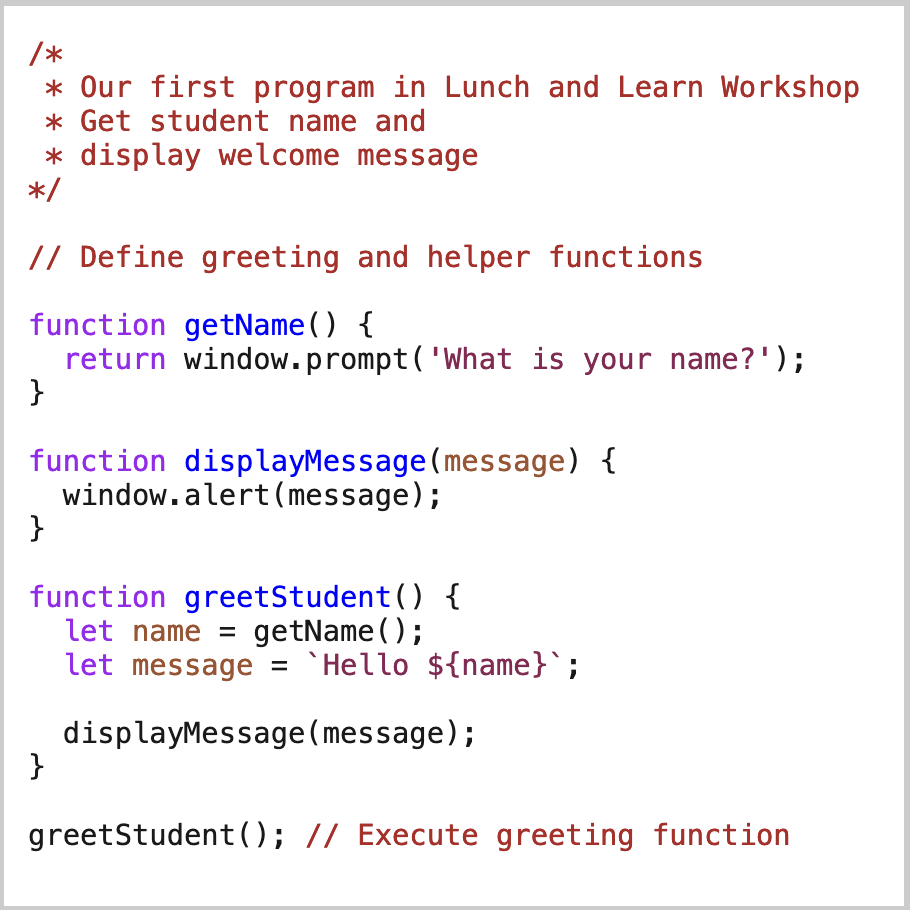 /*
 * Our first program in Lunch and Learn Workshop
 * Get student name and
 * display welcome message
*/
// Define greeting and helper functions
function getName() {
  return window.prompt('What is your name?');
}
function displayMessage(message) {
  window.alert(message);
}
function greetStudent() {
  let name = getName();
  let message = `Hello ${name}`;
  displayMessage(message);
}
greetStudent(); // Execute greeting function